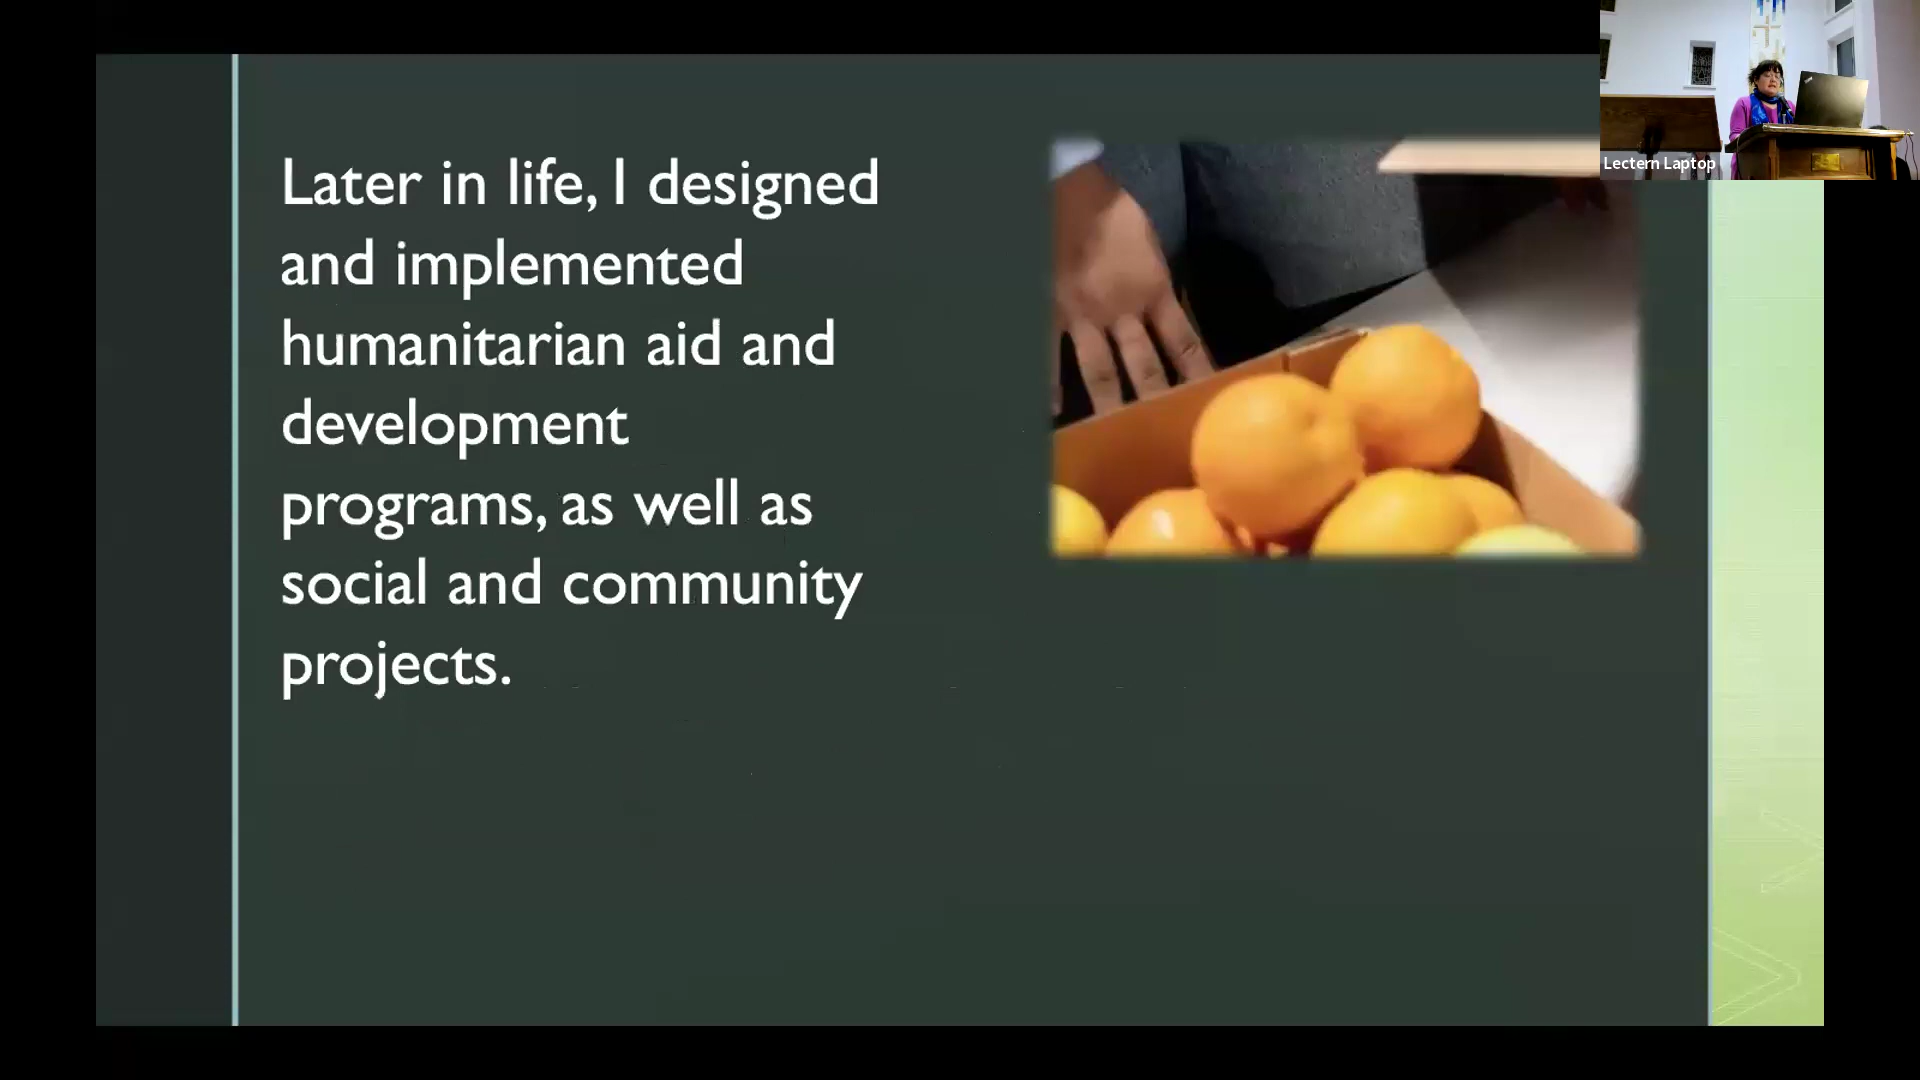 Later in life, I designed
and implemented
humanitarian aid and
development
programs, as well as
social and community
projects.
Lectern Laptop